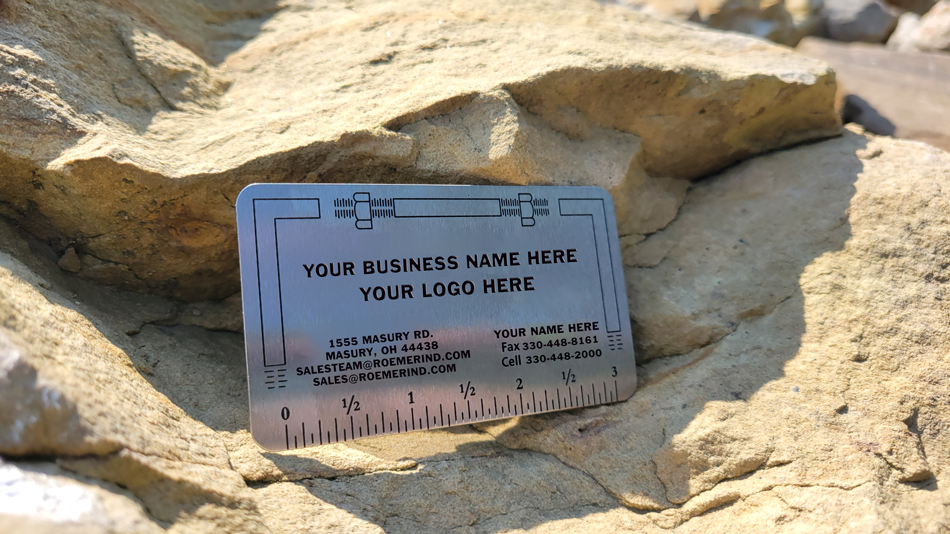 YOUR BUSINESS NAME HERE
YOUR LOGO HERE
1555 MASURY RD.
MASURY, OH 44438
SALESTEAM@ROEMERIND.COM
SALES@ROEMERIND.COM
YOUR NAME HERE
Fax 330-448-8161
Cell 330-448-2000
0 1/2 1 1/2 2 1/2 3